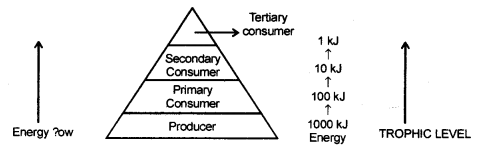 Tertiary
consumer
Secondary
Consumer
Primary
Consumer
Producer
Energy ?ow
1 kJ
↑
10 kJ
↑
100 kJ
↑
1000 kJ
Energy
TROPHIC LEVEL